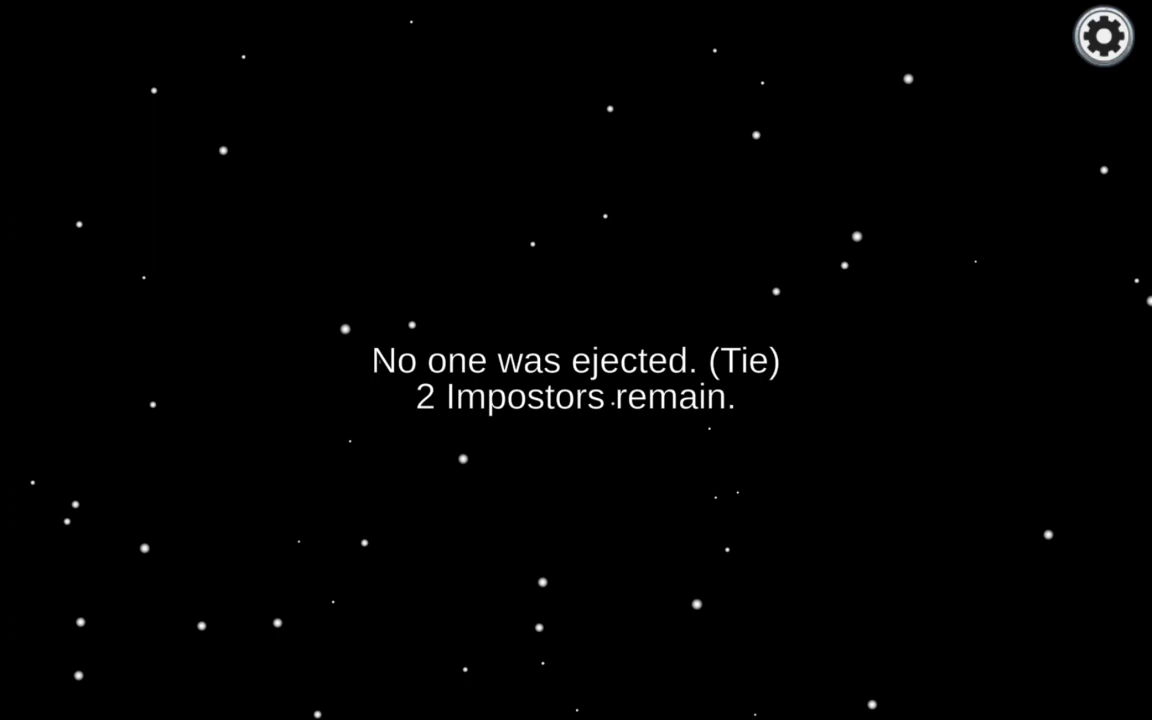 No one was ejected. (Tie)
2 Impostors remain.